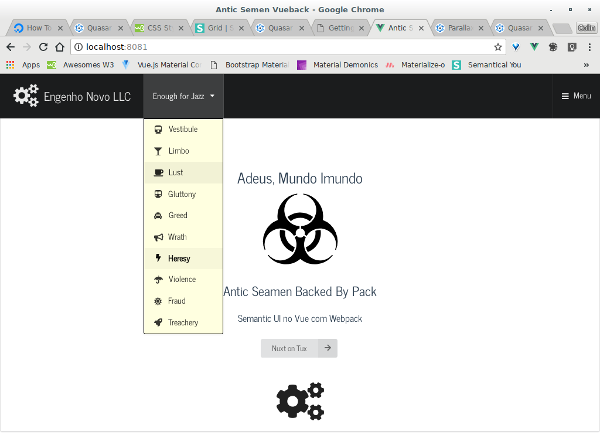 Antic Semen Vueback - Google Chrome
How To
Quasar
CSS St
Grid | S
Quasar
Getting
Antic S
Parallax
Quasar
localhost:8081
Apps
Awesomes W3
Vue.js Material Co
Bootstrap Material
Material Demonics
Materialize-o
Semantical You
»
Engenho Novo LLC
Enough for Jazz
Menu
Vestibule
Limbo
Lust
Gluttony
Greed
Wrath
Heresy
Violence
Fraud
Treachery
Adeus, Mundo Imundo
Antic Seamen Backed By Pack
Semantic UI no Vue com Webpack
Nuxt on Tux